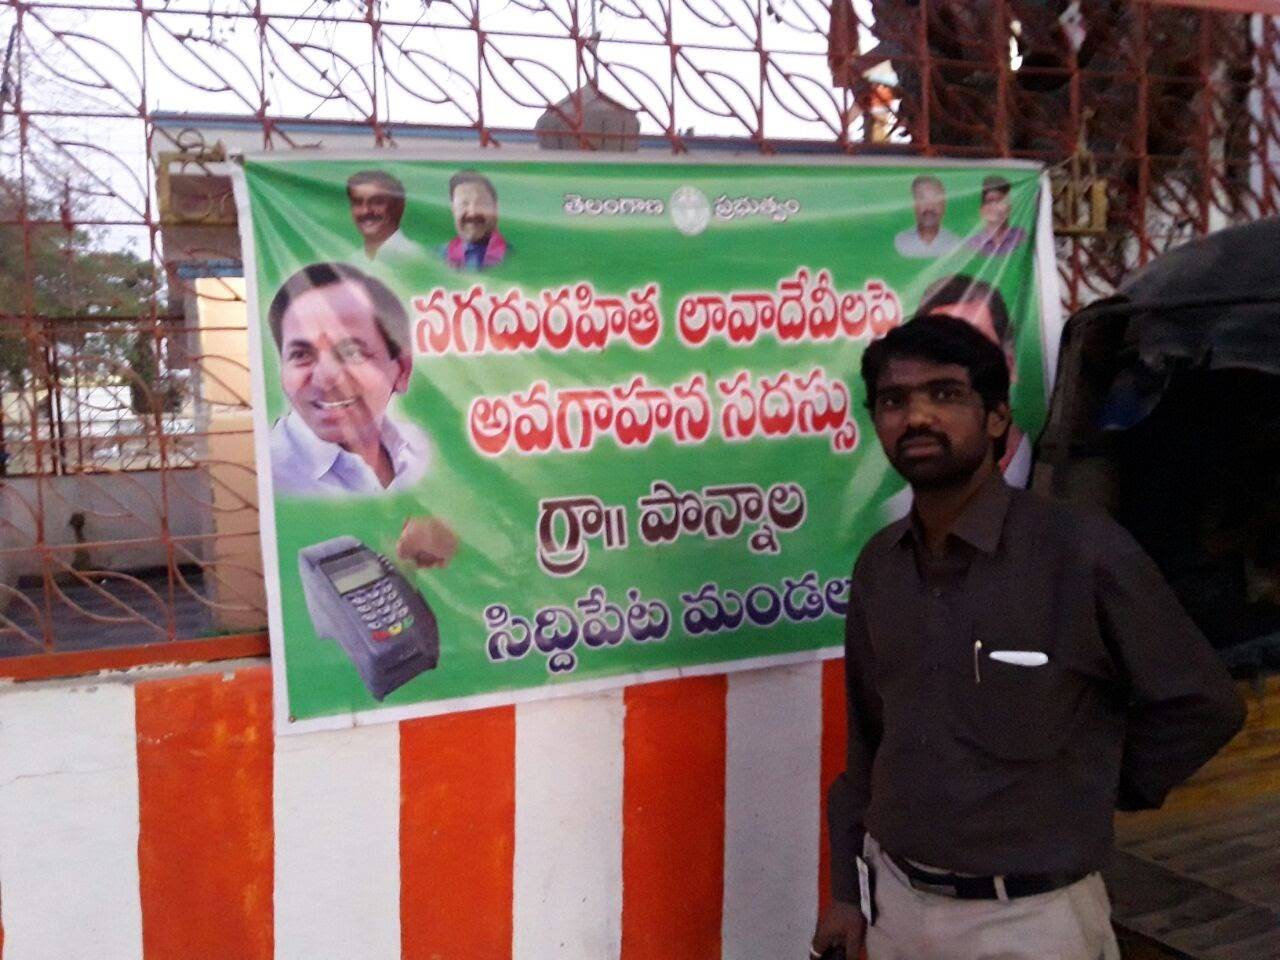 తెలంగాణ ప్రభుత్వం
నగదురహిత లావాదేవీలపై
అవగాహన సదస్సు
గ్రా॥ పొన్నాల
సిద్దిపేట మండలం